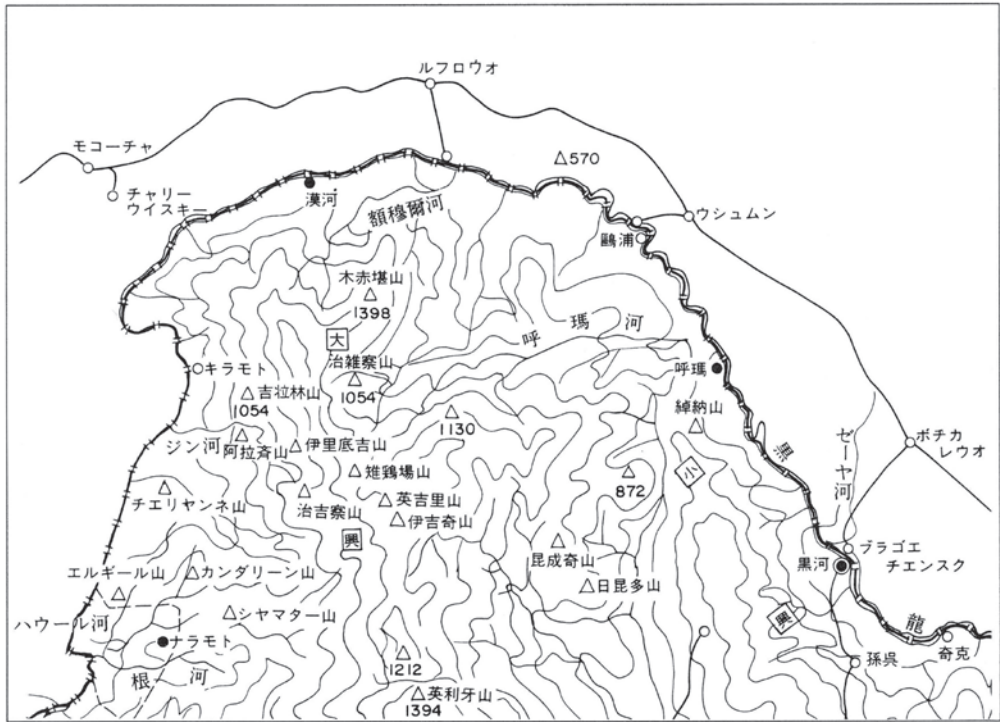 ルフロウオ
モコーチャ
△570
チャリー
ウイスキー
漠河
額穆爾河
ウシュムン
鷗浦
木赤堪山
△
1398
大
呼瑪河
治雑察山
△
1054
キラモト
呼瑪
△吉拉林山
1054
綽納山
△
△
1130
黒
ゼーヤ河
ボチカ
レウオ
ジン河
△
阿拉斉山
△伊里底吉山
△雉鶏場山
△
872
小
△
チエリヤンネ山
△
治吉察山
△英吉里山
△伊吉奇山
興
△
昆成奇山
ブラゴエ
チエンスク
黒河
エルギール山
△
△カンダリーン山
△日昆多山
ハウール河
△シヤマター山
興
龍
ナラモト
奇克
△
1212
孫呉
根河
△英利牙山
1394